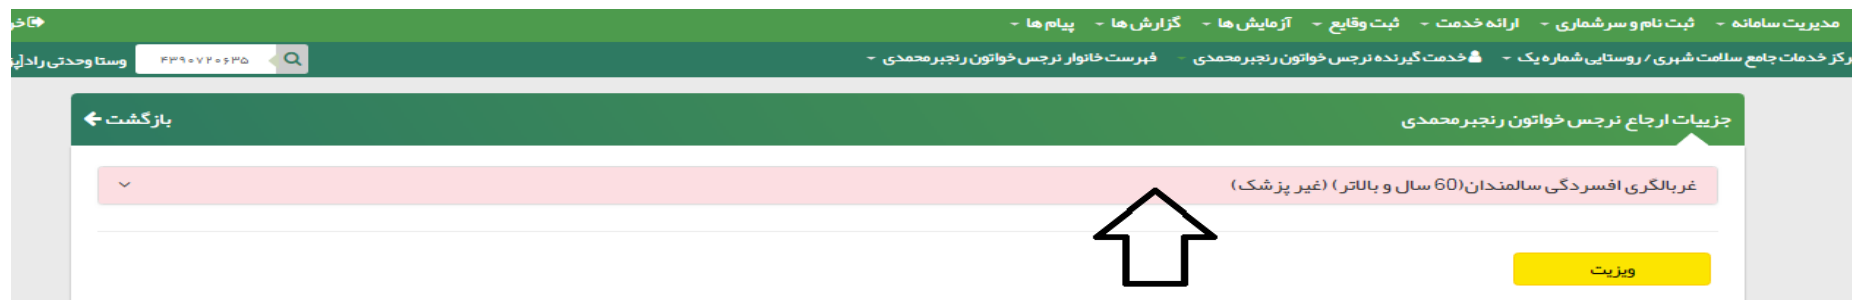 مدیریت سامانه ثبت نام و سرشماری ارائه خدمت ثبت وقایع آزمایش ها گزارش ها پیام ها
رکز خدمات جامع سلامت شهری / روستایی شماره یک خدمت گیرنده نرجس خواتون رنجبرمحمدی فهرست خانوار نرجس خواتون رنجبرمحمدی ۴۳۹۰۷۲۰۶۳۵ وستا وحدتی راد
جزییات ارجاع نرجس خواتون رنجبرمحمدی بازگشت
غربالگری افسردگی سالمندان(60 سال و بالاتر) (غیر پزشک)
ویزیت